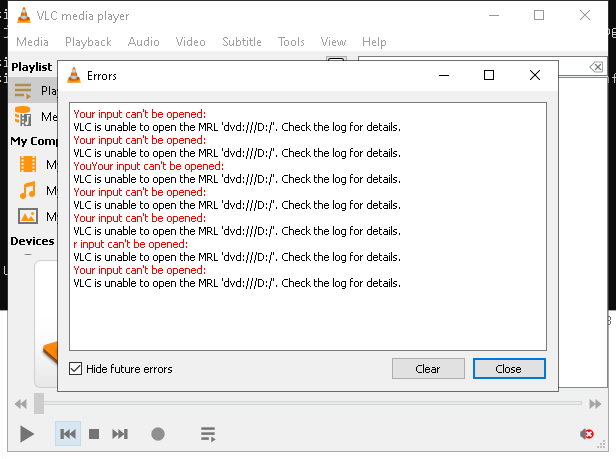 VLC media player
Media Playback Audio Video Subtitle Tools View Help
Playlist
Errors
Your input can't be opened:
VLC is unable to open the MRL 'dvd:///D:/'. Check the log for details.
Your input can't be opened:
VLC is unable to open the MRL 'dvd:///D:/'. Check the log for details.
YouYour input can't be opened:
VLC is unable to open the MRL 'dvd:///D:/'. Check the log for details.
Your input can't be opened:
VLC is unable to open the MRL 'dvd:///D:/'. Check the log for details.
Your input can't be opened:
VLC is unable to open the MRL 'dvd:///D:/'. Check the log for details.
r input can't be opened:
VLC is unable to open the MRL 'dvd:///D:/'. Check the log for details.
Your input can't be opened:
VLC is unable to open the MRL 'dvd:///D:/'. Check the log for details.
My
Devices
Hide future errors
Clear
Close